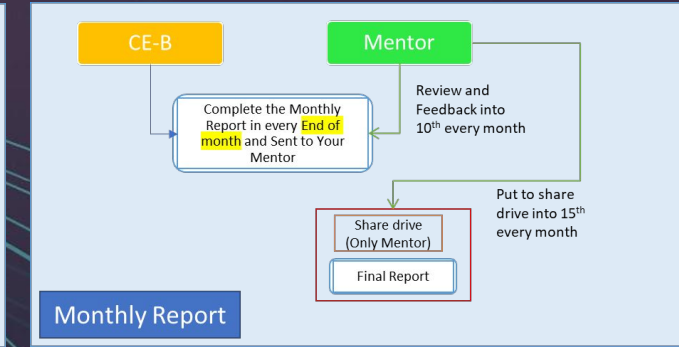 CE-B
Mentor
Complete the Monthly
Report in every End of
month and Sent to Your
Mentor
Review and
Feedback into
10th every month
Put to share
drive into 15th
every month
Share drive
(Only Mentor)
Final Report
Monthly Report